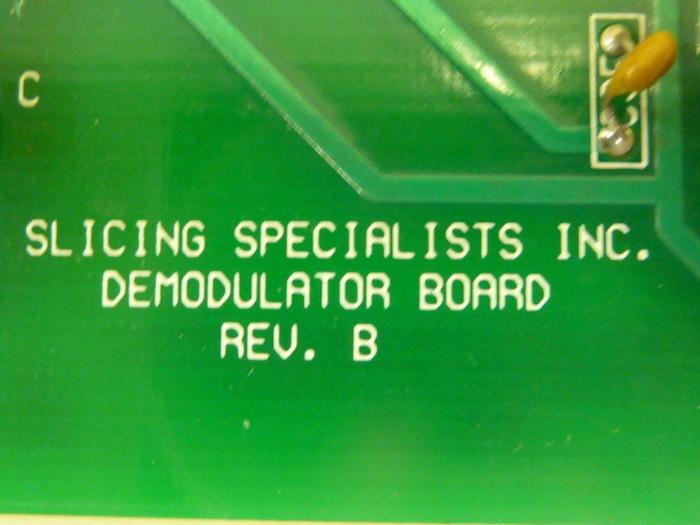 C
SLICING SPECIALISTS INC.
DEMODULATOR BOARD
REV. B